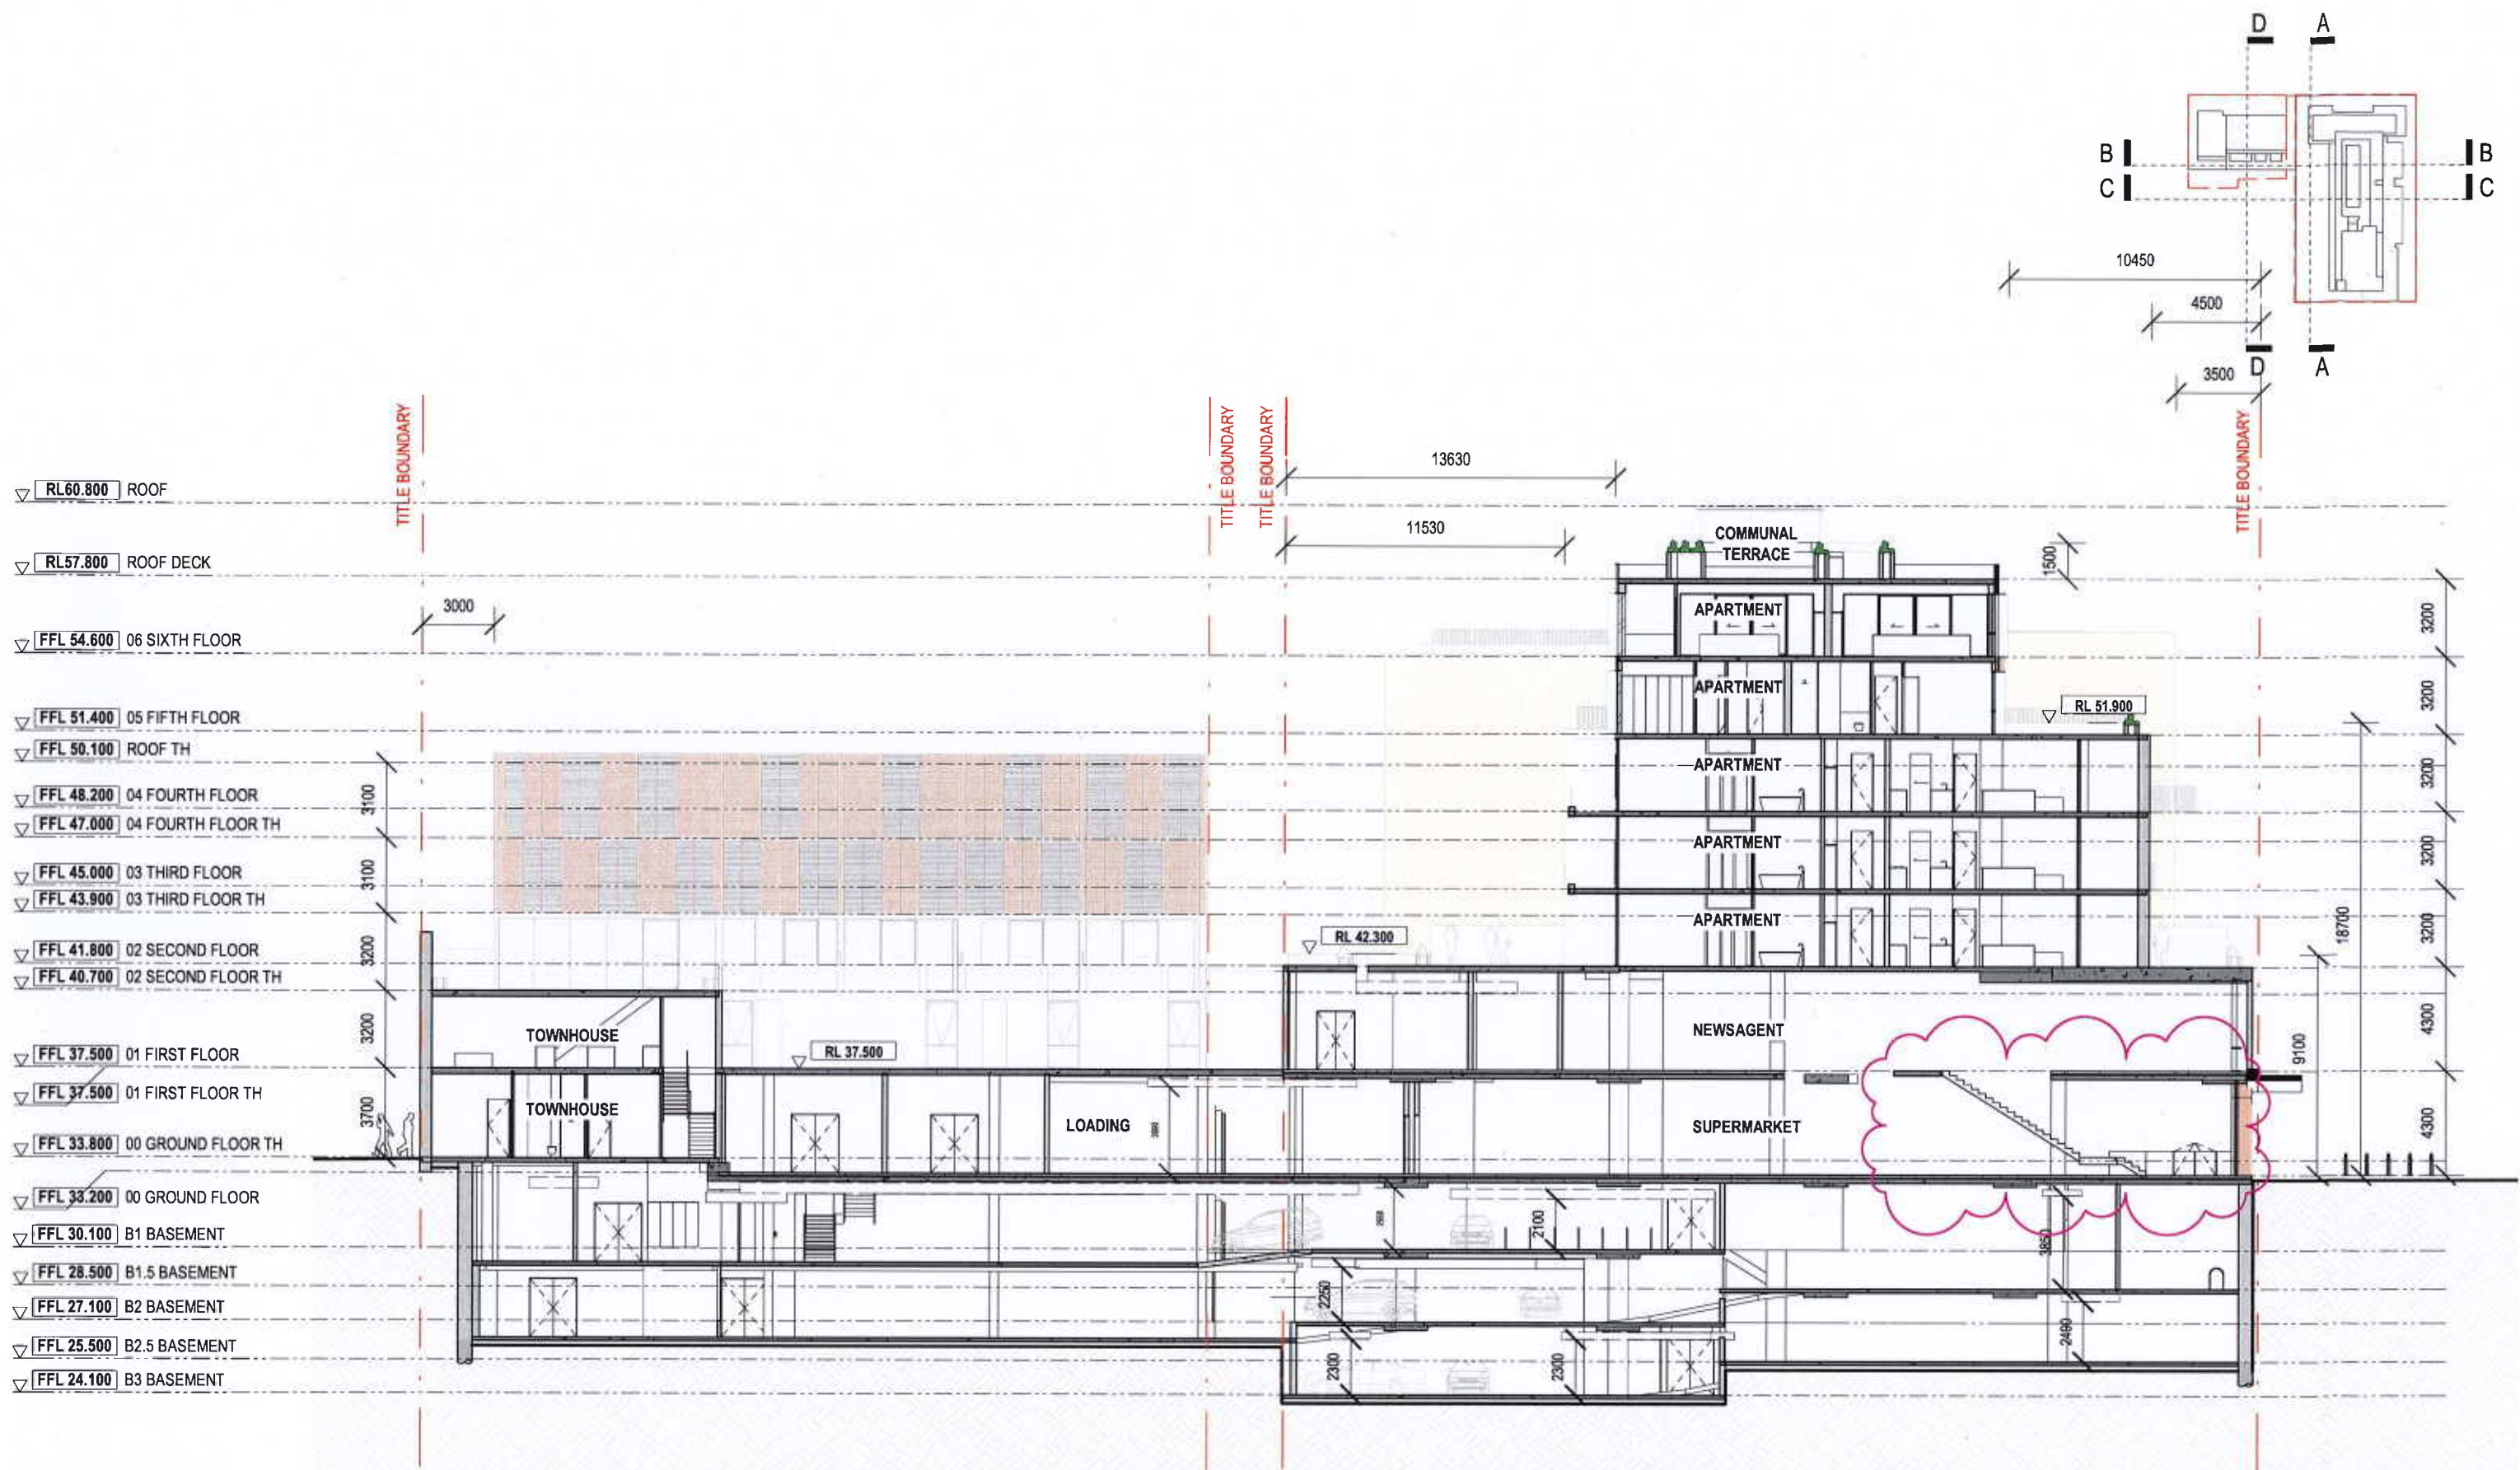 D A
B B
C C
10450
4500
D A
3500
TITLE BOUNDARY
TITLE BOUNDARY
TITLE BOUNDARY
TITLE BOUNDARY
13630
RL60.800 ROOF
11530
COMMUNAL
TERRACE
1500
RL57.800 ROOF DECK
3000
APARTMENT
3200
FFL 54.600 06 SIXTH FLOOR
APARTMENT
3200
RL 51.900
FFL 51.400 05 FIFTH FLOOR
FFL 50.100 ROOF TH
APARTMENT
3200
3100
FFL 48.200 04 FOURTH FLOOR
FFL 47.000 04 FOURTH FLOOR TH
APARTMENT
3200
3100
FFL 45.000 03 THIRD FLOOR
FFL 43.900 03 THIRD FLOOR TH
APARTMENT
18700
3200
RL 42.300
3200
FFL 41.800 02 SECOND FLOOR
FFL 40.700 02 SECOND FLOOR TH
TOWNHOUSE
NEWSAGENT
4300
3200
RL 37.500
9100
FFL 37.500 01 FIRST FLOOR
FFL 37.500 01 FIRST FLOOR TH
TOWNHOUSE
3700
LOADING
SUPERMARKET
4300
FFL 33.800 00 GROUND FLOOR TH
FFL 33.200 00 GROUND FLOOR
2100
3850
FFL 30.100 B1 BASEMENT
FFL 28.500 B1.5 BASEMENT
2250
FFL 27.100 B2 BASEMENT
2490
FFL 25.500 B2.5 BASEMENT
2300
2300
FFL 24.100 B3 BASEMENT